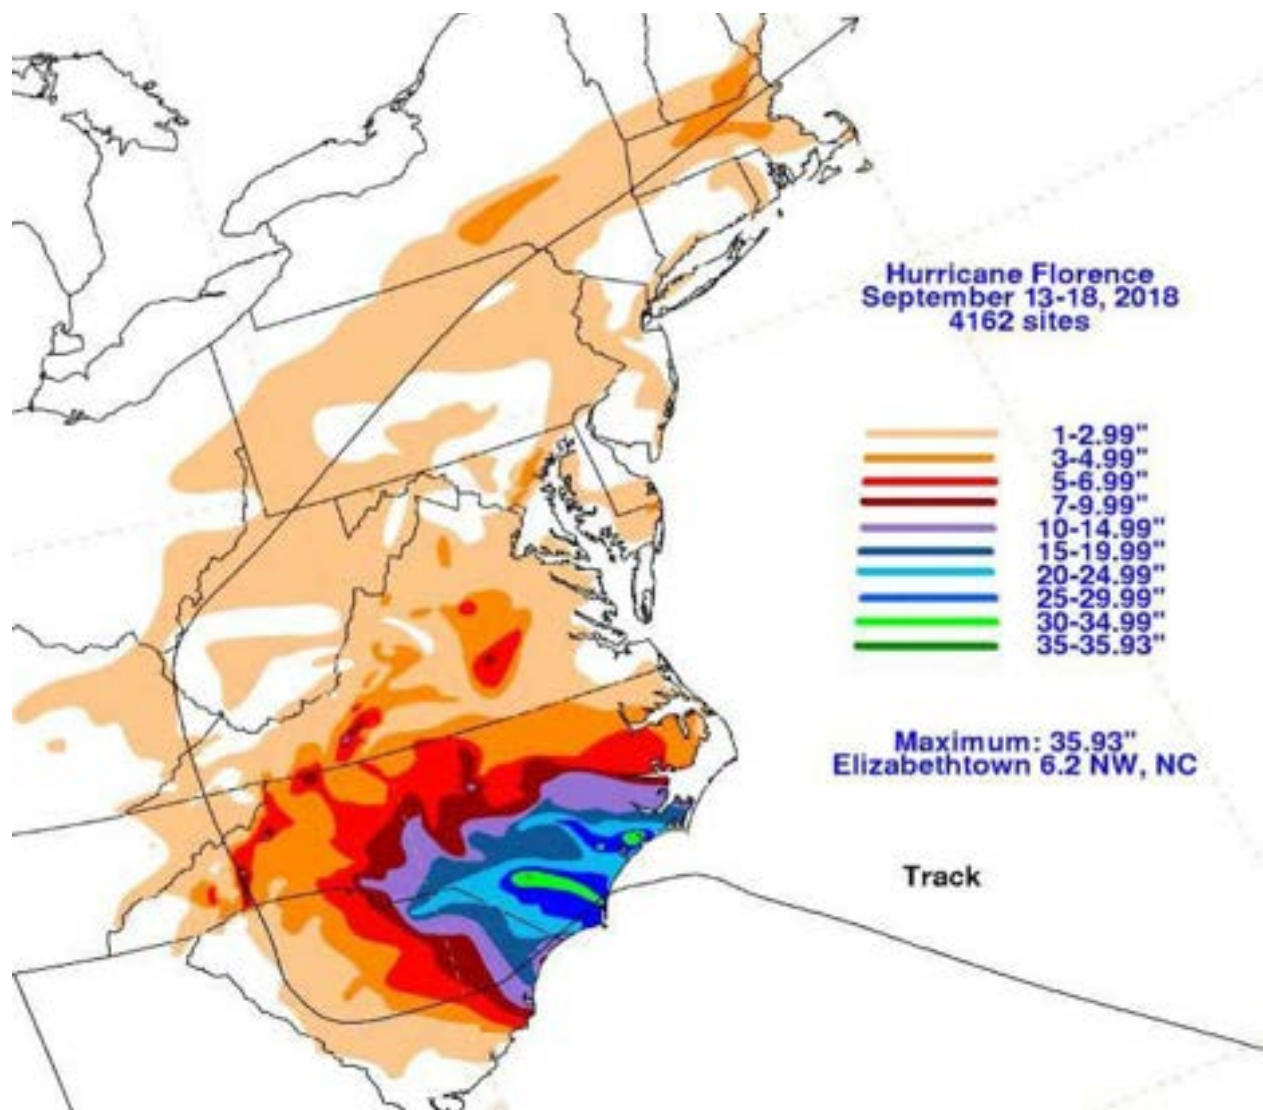 Hurricane Florence
September 13-18, 2018
4162 sites
1-2.99"
3-4.99"
5-6.99"
7-9.99"
10-14.99"
15-19.99"
20-24.99"
25-29.99"
30-34.99"
35-35.93"
Maximum: 35.93"
Elizabethtown 6.2 NW, NC
Track